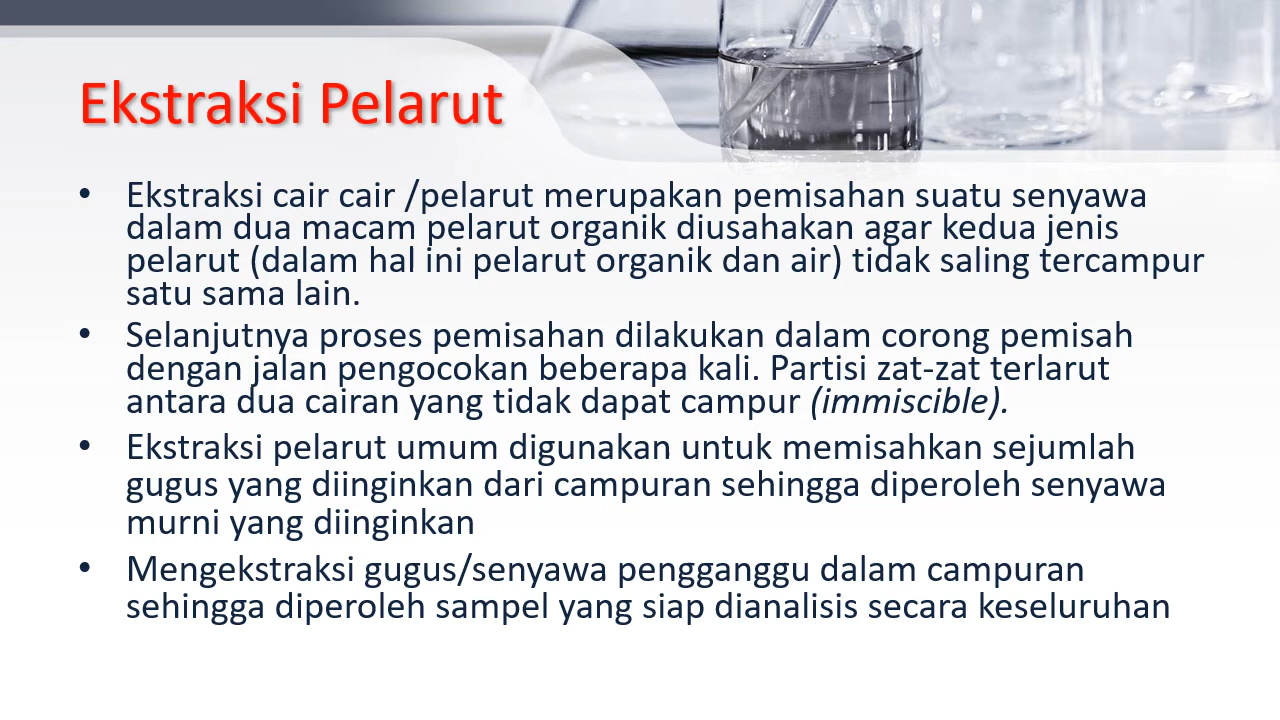 Ekstraksi Pelarut
• Ekstraksi cair cair /pelarut merupakan pemisahan suatu senyawa
dalam dua macam pelarut organik diusahakan agar kedua jenis
pelarut (dalam hal ini pelarut organik dan air) tidak saling tercampur
satu sama lain.
• Selanjutnya proses pemisahan dilakukan dalam corong pemisah
dengan jalan pengocokan beberapa kali. Partisi zat-zat terlarut
antara dua cairan yang tidak dapat campur (immiscible).
• Ekstraksi pelarut umum digunakan untuk memisahkan sejumlah
gugus yang diinginkan dari campuran sehingga diperoleh senyawa
murni yang diinginkan
• Mengekstraksi gugus/senyawa pengganggu dalam campuran
sehingga diperoleh sampel yang siap dianalisis secara keseluruhan